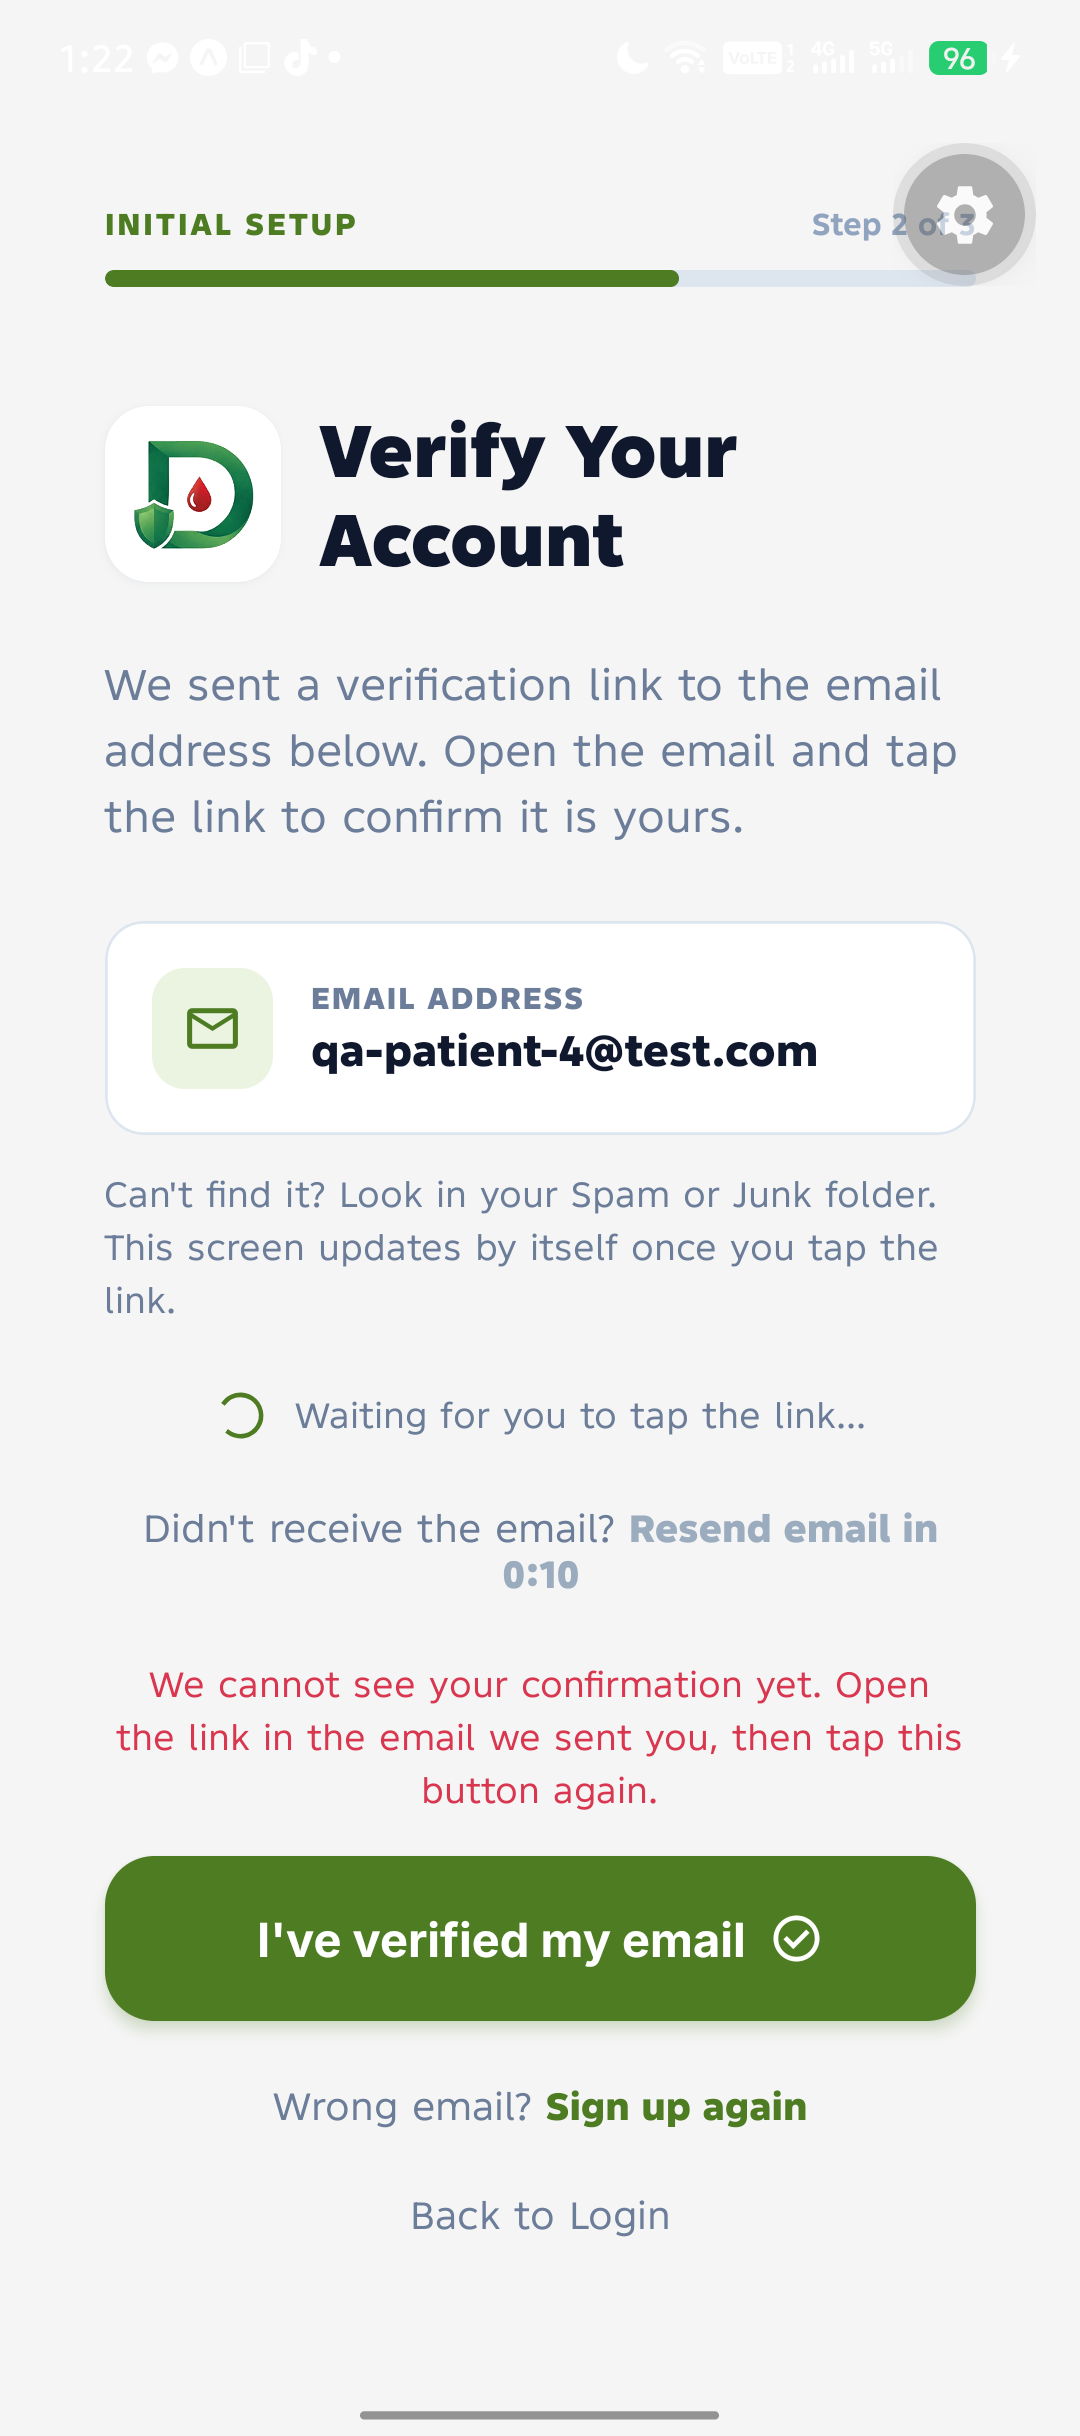 1:22
VoLTE 1 2 4G 5G 96
INITIAL SETUP
Step 2 of 3
Verify Your
Account
We sent a verification link to the email
address below. Open the email and tap
the link to confirm it is yours.
EMAIL ADDRESS
qa-patient-4@test.com
Can't find it? Look in your Spam or Junk folder.
This screen updates by itself once you tap the
link.
Waiting for you to tap the link...
Didn't receive the email? Resend email in
0:10
We cannot see your confirmation yet. Open
the link in the email we sent you, then tap this
button again.
I've verified my email
Wrong email? Sign up again
Back to Login